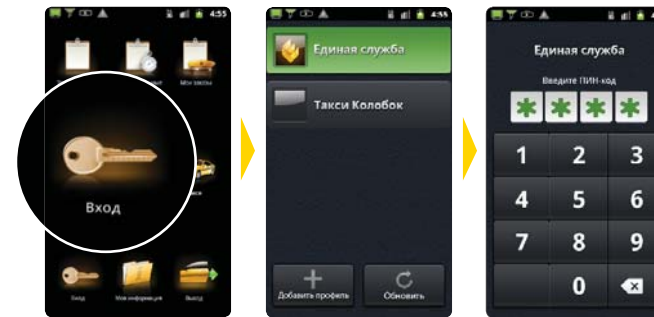 4:55
Мои заказы
Вход
Вход
Моя информация
Выход
4:55
Единая служба
Такси Колобок
Добавить профиль
Обновить
Единая служба
Введите ПИН-код
* * * *
1 2 3
4 5 6
7 8 9
0